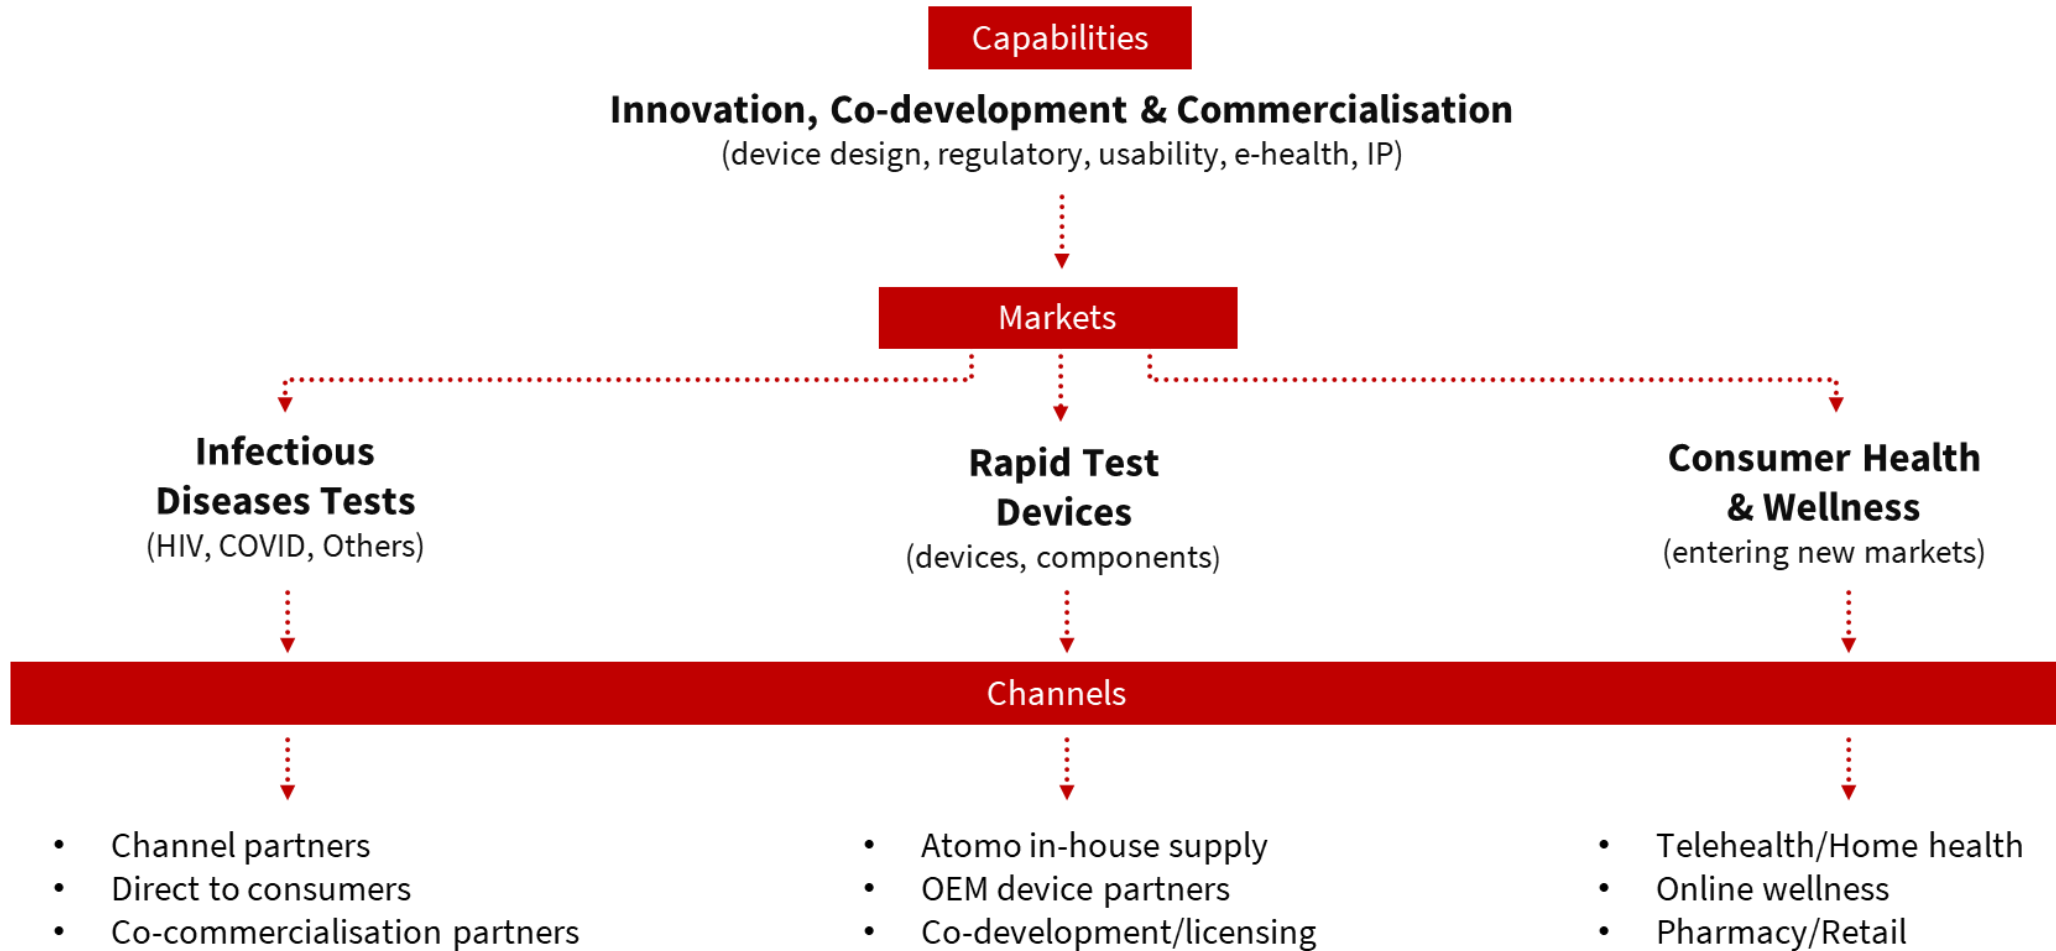 Capabilities
Innovation, Co-development & Commercialisation
(device design, regulatory, usability, e-health, IP)
Markets
Infectious
Diseases Tests
(HIV, COVID, Others)
Rapid Test
Devices
(devices, components)
Consumer Health
& Wellness
(entering new markets)
Channels
• Channel partners
• Direct to consumers
• Co-commercialisation partners
• Atomo in-house supply
• OEM device partners
• Co-development/licensing
• Telehealth/Home health
• Online wellness
• Pharmacy/Retail